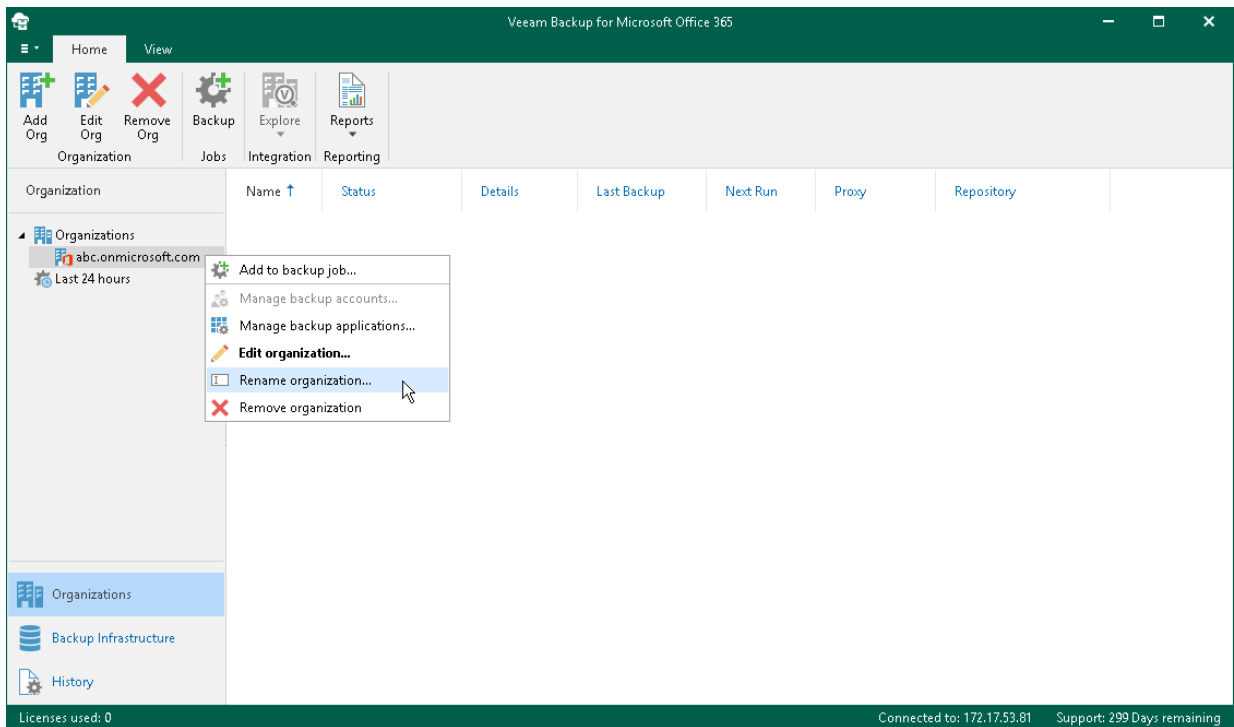 Veeam Backup for Microsoft Office 365
Home View
Add Org
Edit Org
Remove Org
Backup
Explore
Reports
Organization Jobs Integration Reporting
Organization
Name Status Details Last Backup Next Run Proxy Repository
Organizations
abc.onmicrosoft.com
Last 24 hours
Add to backup job...
Manage backup accounts...
Manage backup applications...
Edit organization...
Rename organization...
Remove organization
Organizations
Backup Infrastructure
History
Licenses used: 0 Connected to: 172.17.53.81 Support: 299 Days remaining